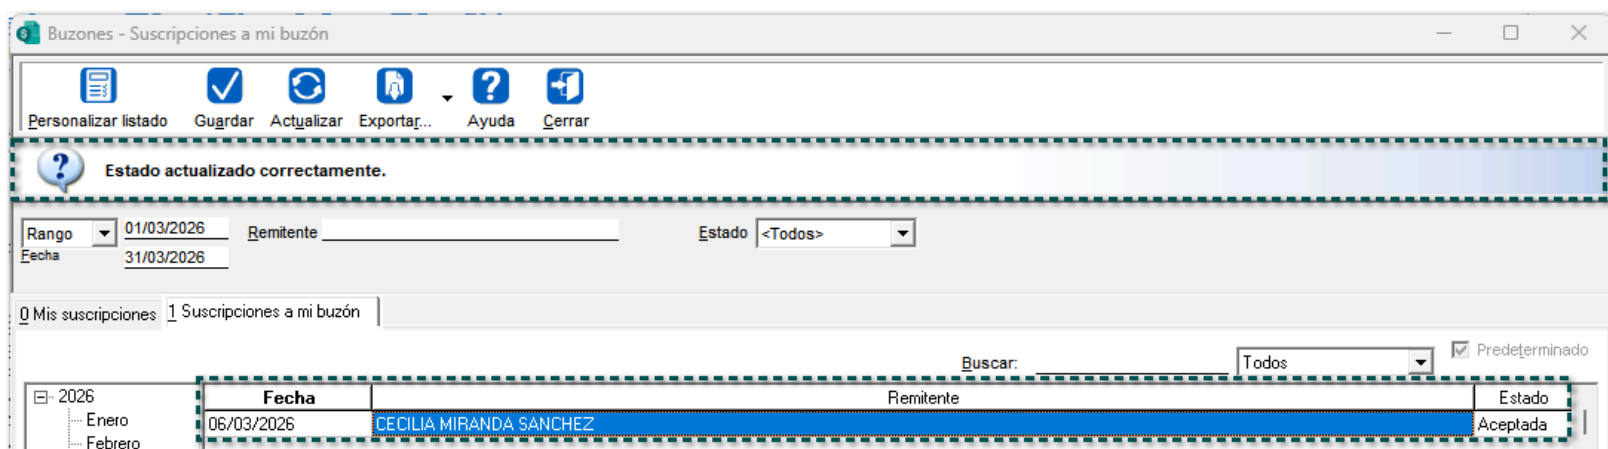 Buzones - Suscripciones a mi buzón
Personalizar listado Guardar Actualizar Exportar... Ayuda Cerrar
Estado actualizado correctamente.
Rango 01/03/2026 Remitente Estado <Todos>
Fecha 31/03/2026
0 Mis suscripciones 1 Suscripciones a mi buzón
Buscar: Todos Predeterminado
2026 Fecha Remitente Estado
Enero 06/03/2026 CECILIA MIRANDA SANCHEZ Aceptada
Febrero